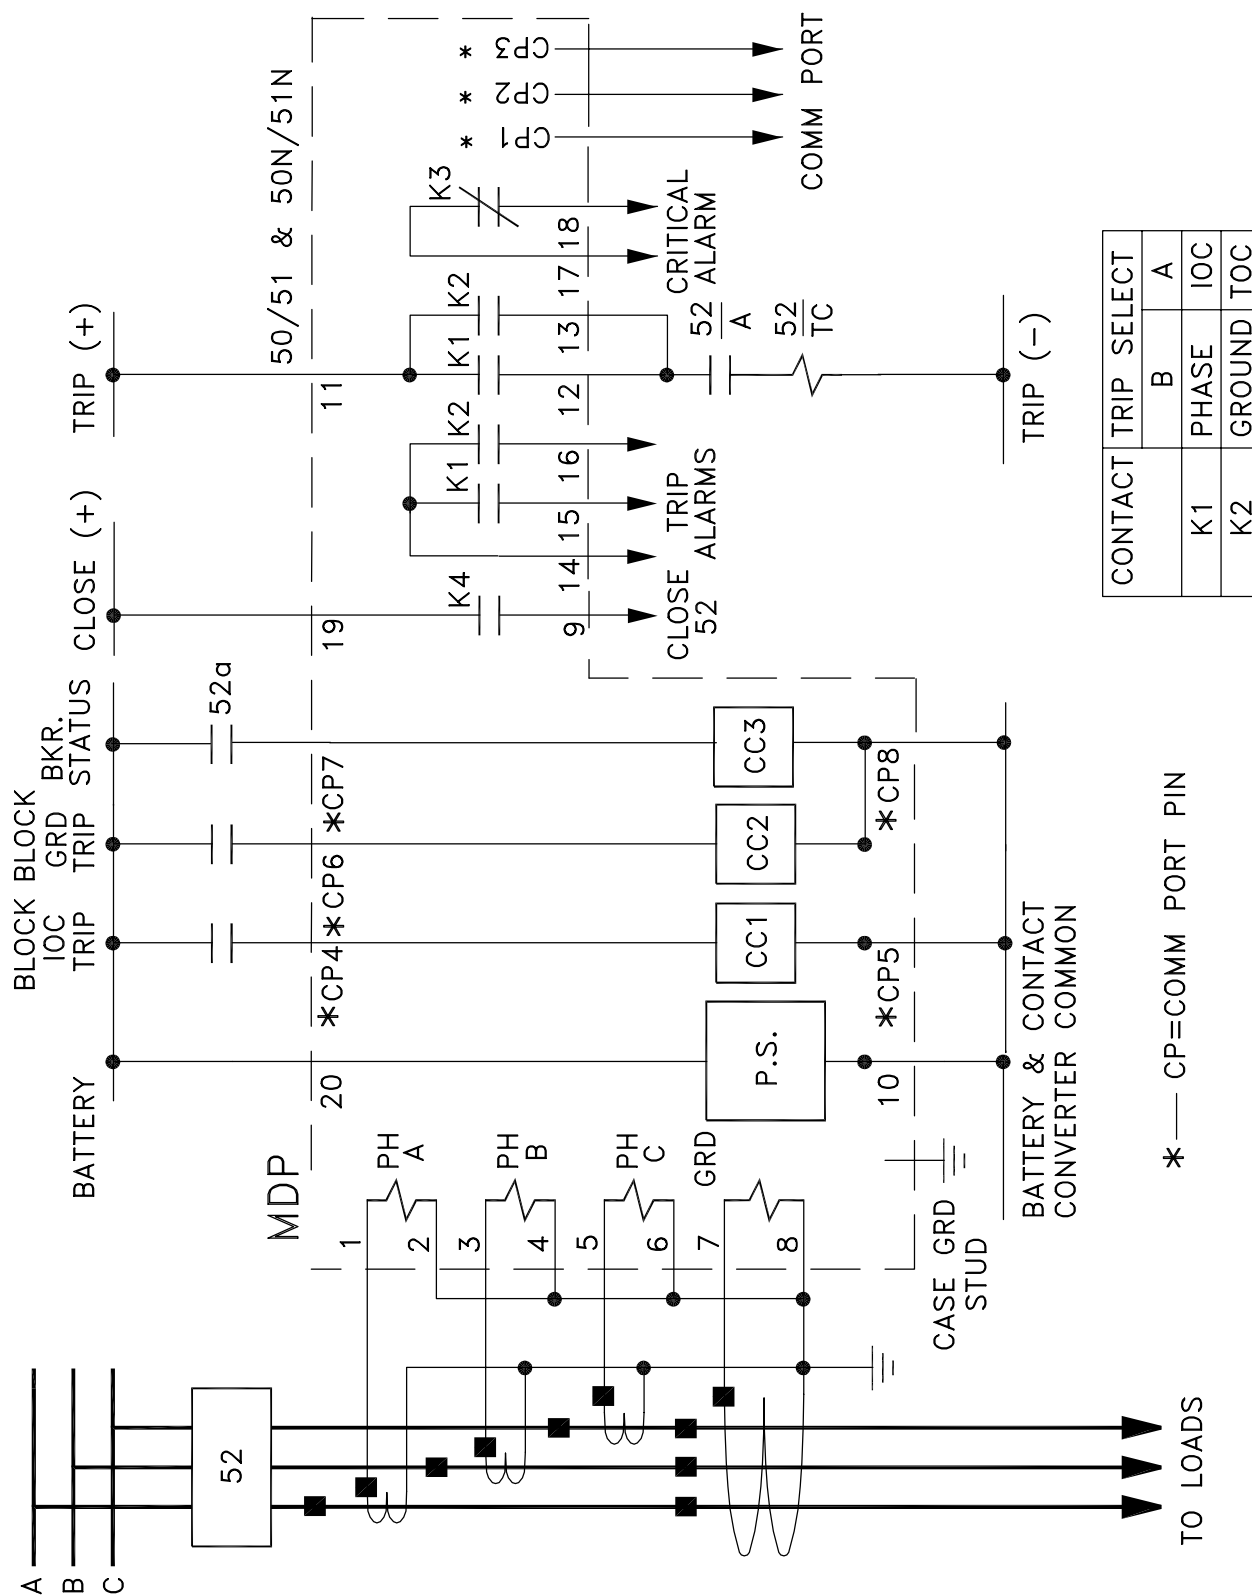 A
B
C
52
TO LOADS
MDP
1
2
3
4
5
6
7
8
PH
A
PH
B
PH
C
GRD
CASE GRD
STUD
BATTERY
20
P.S.
10
BATTERY & CONTACT
CONVERTER COMMON
BLOCK
IOC
TRIP
BLOCK
GRD
TRIP
BKR.
STATUS
52a
*CP4
*CP6
*CP7
CC1
CC2
CC3
*CP5
*CP8
CLOSE (+)
19
K4
9
CLOSE
52
K1
K2
14
15
16
TRIP
ALARMS
TRIP (+)
11
K1
K2
12
13
52
A
52
TC
TRIP (-)
50/51 & 50N/51N
K3
17
18
CRITICAL
ALARM
* CP1
* CP2
* CP3
COMM PORT
* CP=COMM PORT PIN
CONTACT TRIP SELECT
B A
K1 PHASE IOC
K2 GROUND TOC